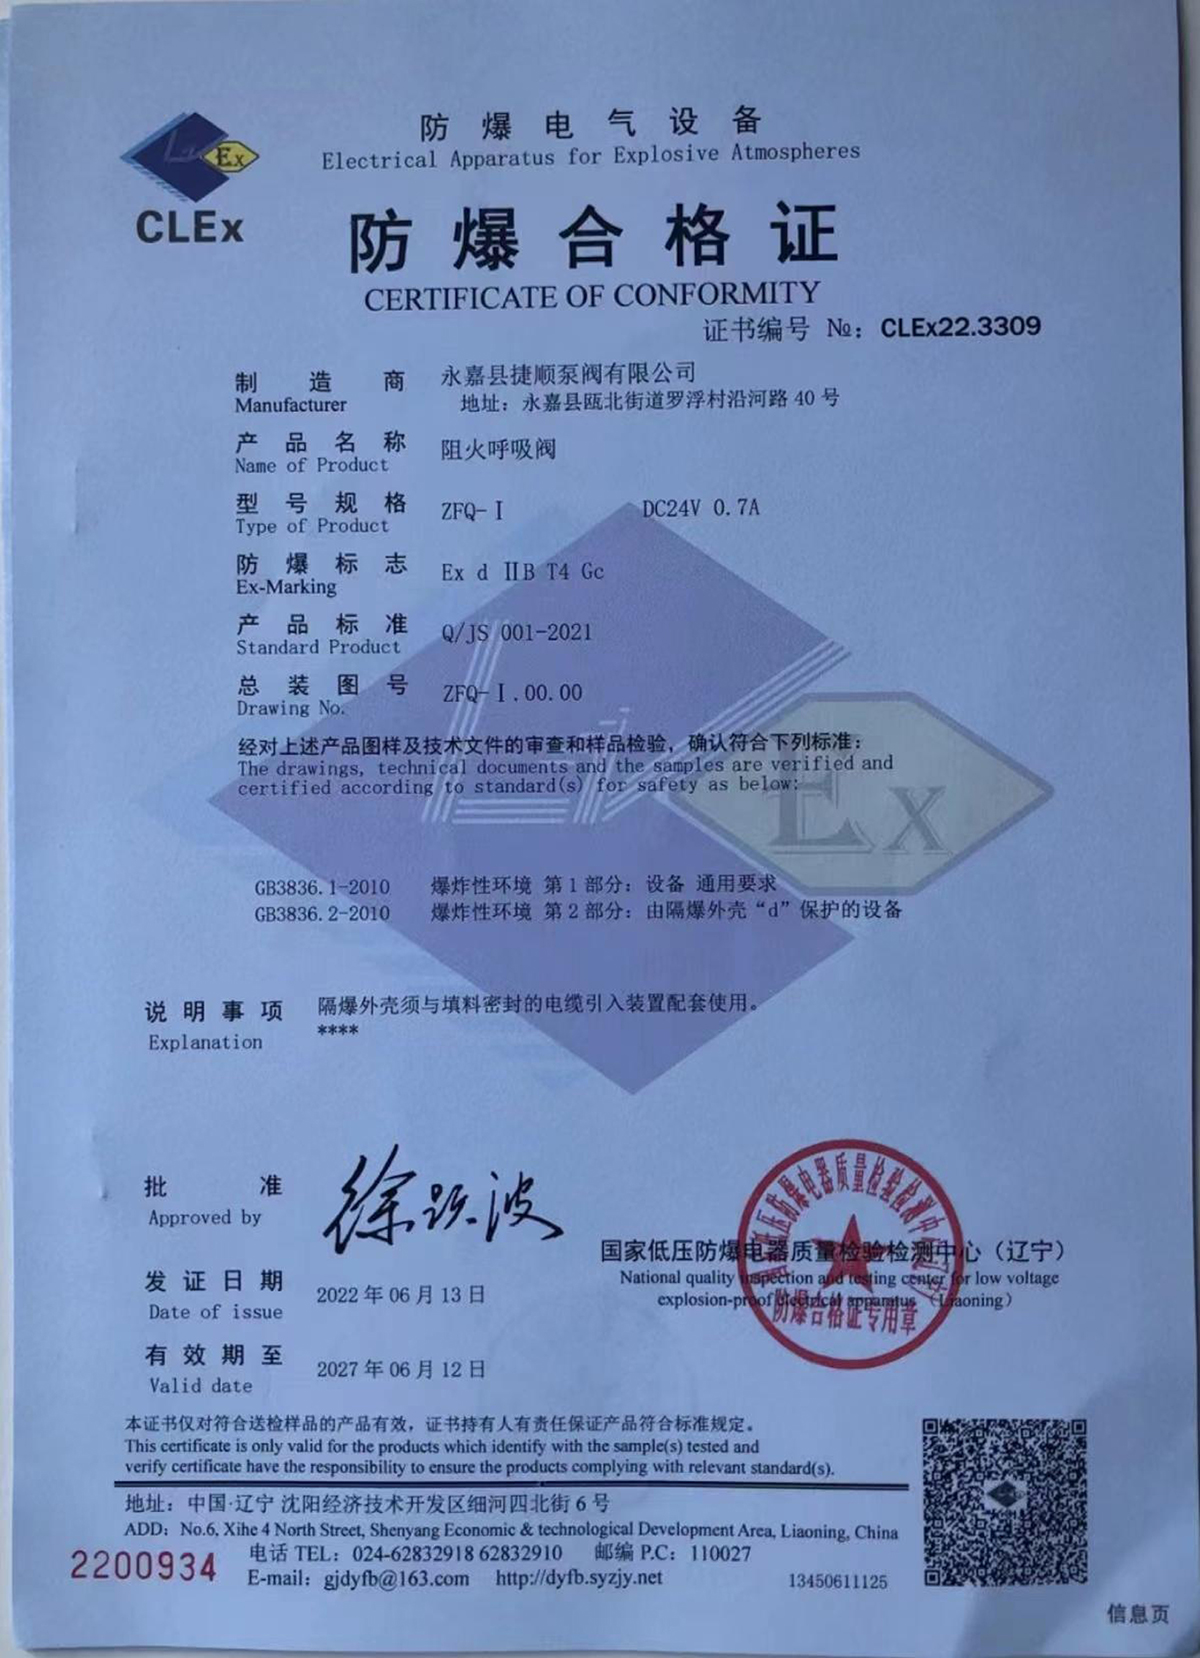 防爆电气设备
Electrical Apparatus for Explosive Atmospheres
Ex
CLEx
防爆合格证
CERTIFICATE OF CONFORMITY
证书编号 №：CLEx22.3309
制造商 永嘉县捷顺泵阀有限公司
Manufacturer 地址：永嘉县瓯北街道罗浮村沿河路 40 号
产品名称 阻火呼吸阀
Name of Product
型号规格 ZFQ-Ⅰ DC24V 0.7A
Type of Product
防爆标志 Ex d ⅡB T4 Gc
Ex-Marking
产品标准 Q/JS 001-2021
Standard Product
总装图号 ZFQ-Ⅰ.00.00
Drawing No.
经对上述产品图样及技术文件的审查和样品检验，确认符合下列标准：
The drawings, technical documents and the samples are verified and
certified according to standard(s) for safety as below:
Ex
GB3836.1-2010 爆炸性环境 第 1 部分：设备 通用要求
GB3836.2-2010 爆炸性环境 第 2 部分：由隔爆外壳“d”保护的设备
说明事项 隔爆外壳须与填料密封的电缆引入装置配套使用。
Explanation ****
批准 徐跃波
Approved by
国家低压防爆电器质量检验检测中心（辽宁）
National quality inspection and testing center for low voltage
explosion-proof electrical apparatus （Liaoning）
防爆合格证专用章
发证日期 2022 年 06 月 13 日
Date of issue
有效期至 2027 年 06 月 12 日
Valid date
本证书仅对符合送检样品的产品有效，证书持有人有责任保证产品符合标准规定。
This certificate is only valid for the products which identify with the sample(s) tested and
verify certificate have the responsibility to ensure the products complying with relevant standard(s).
地址：中国·辽宁 沈阳经济技术开发区细河四北街 6 号
ADD：No.6, Xihe 4 North Street, Shenyang Economic & technological Development Area, Liaoning, China
电话 TEL：024-62832918 62832910 邮编 P.C：110027
2200934 E-mail：gjdyfb@163.com http://dyfb.syzjy.net
13450611125
信息页